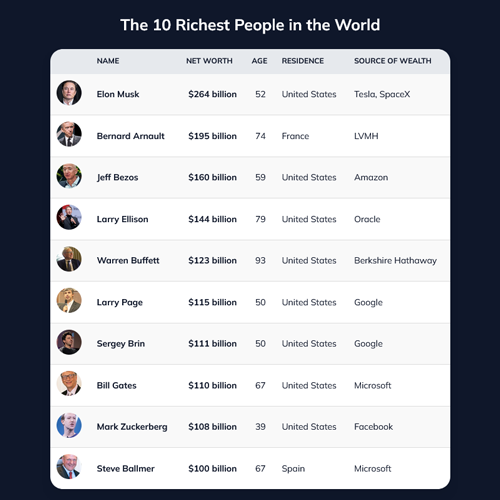 The 10 Richest People in the World
NAME NET WORTH AGE RESIDENCE SOURCE OF WEALTH
Elon Musk $264 billion 52 United States Tesla, SpaceX
Bernard Arnault $195 billion 74 France LVMH
Jeff Bezos $160 billion 59 United States Amazon
Larry Ellison $144 billion 79 United States Oracle
Warren Buffett $123 billion 93 United States Berkshire Hathaway
Larry Page $115 billion 50 United States Google
Sergey Brin $111 billion 50 United States Google
Bill Gates $110 billion 67 United States Microsoft
Mark Zuckerberg $108 billion 39 United States Facebook
Steve Ballmer $100 billion 67 Spain Microsoft